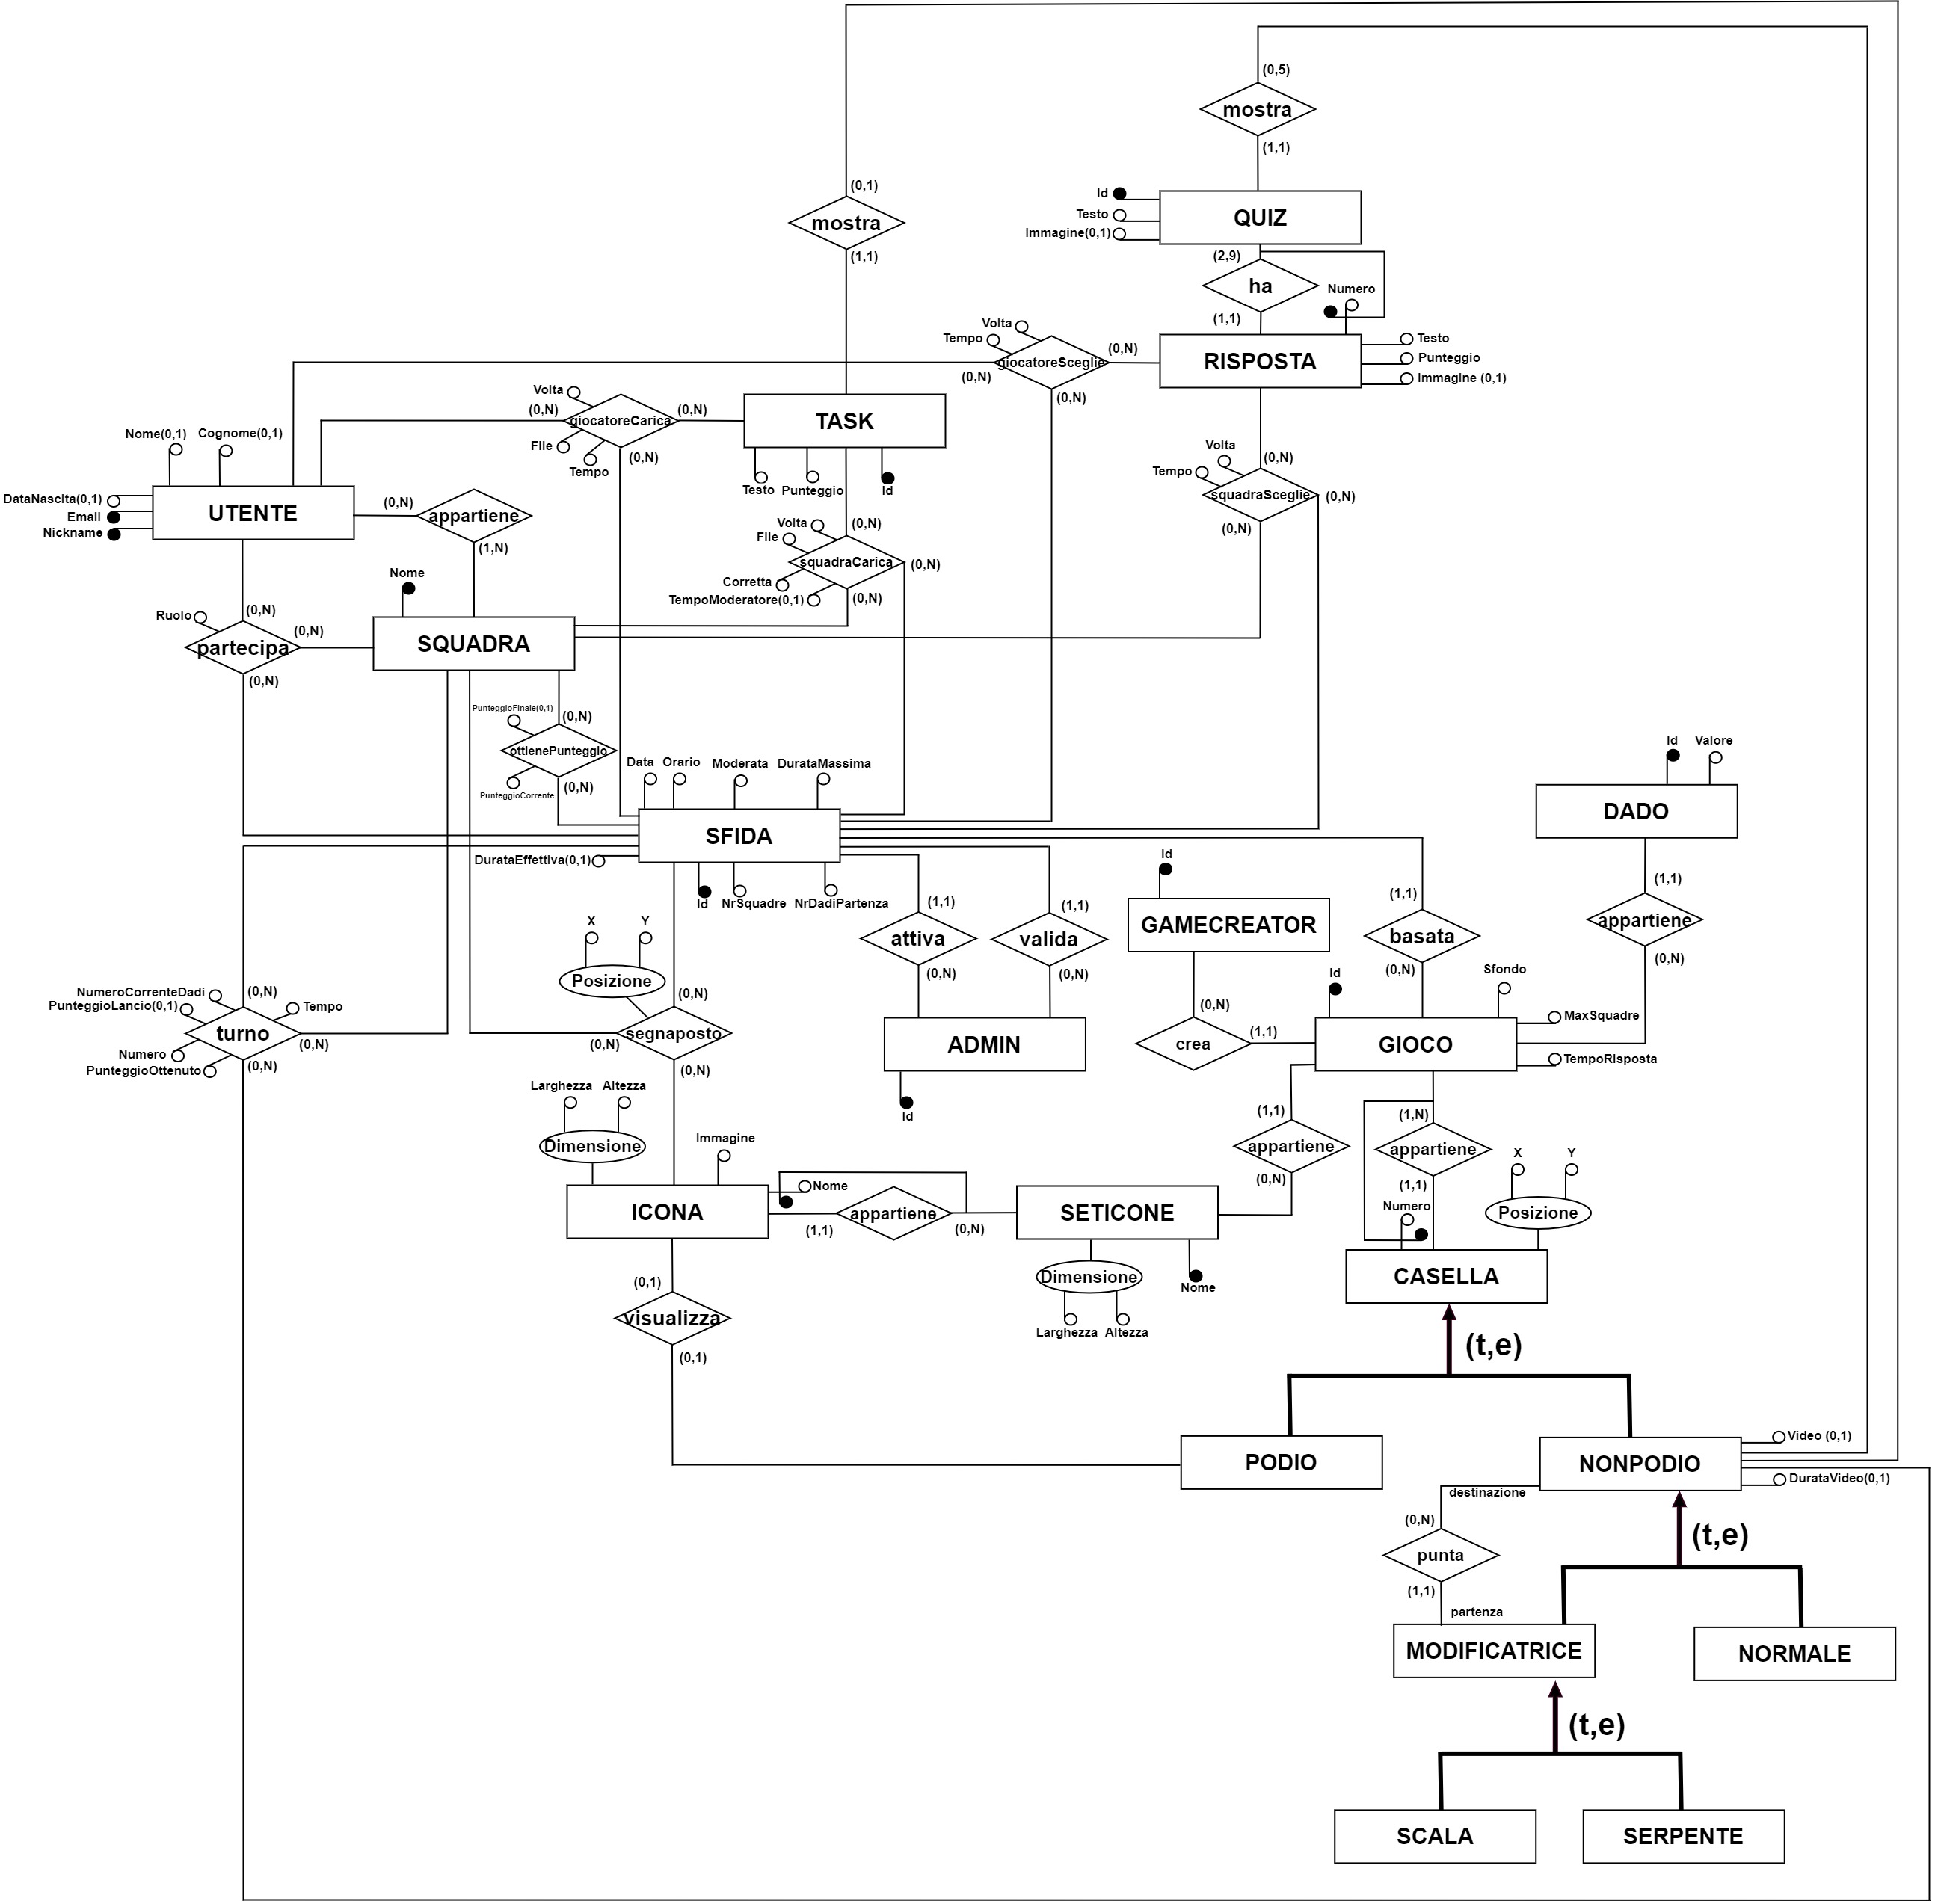 (0,5)
mostra
(1,1)
(0,1)
mostra
(1,1)
Id
Testo
Immagine(0,1)
QUIZ
(2,9)
ha
(1,1)
Numero
Volta
Tempo
giocatoreSceglie
(0,N)
(0,N)
(0,N)
RISPOSTA
Testo
Punteggio
Immagine (0,1)
Volta
(0,N)
giocatoreCarica
(0,N)
File
Tempo
(0,N)
TASK
Testo
Punteggio
Id
Nome(0,1)
Cognome(0,1)
DataNascita(0,1)
Email
Nickname
UTENTE
(0,N)
appartiene
(1,N)
Volta
Tempo
(0,N)
squadraSceglie
(0,N)
(0,N)
Volta
(0,N)
File
squadraCarica
(0,N)
Corretta
TempoModeratore(0,1)
(0,N)
Nome
Ruolo
(0,N)
partecipa
(0,N)
(0,N)
SQUADRA
PunteggioFinale(0,1)
(0,N)
ottienePunteggio
PunteggioCorrente
(0,N)
Data
Orario
Moderata
DurataMassima
SFIDA
DurataEffettiva(0,1)
Id
NrSquadre
NrDadiPartenza
Id
Valore
DADO
(1,1)
appartiene
(0,N)
(1,1)
attiva
(0,N)
(1,1)
valida
(0,N)
Id
GAMECREATOR
(0,N)
crea
(1,1)
(1,1)
basata
(0,N)
Id
Sfondo
MaxSquadre
GIOCO
TempoRisposta
X
Y
Posizione
(0,N)
segnaposto
(0,N)
(0,N)
ADMIN
Id
NumeroCorrenteDadi
PunteggioLancio(0,1)
(0,N)
Tempo
turno
(0,N)
Numero
PunteggioOttenuto
(0,N)
Larghezza
Altezza
Dimensione
Immagine
Nome
ICONA
(1,1)
appartiene
(0,N)
SETICONE
Dimensione
Larghezza
Altezza
Nome
(1,1)
appartiene
(0,N)
(1,N)
appartiene
(1,1)
Numero
X
Y
Posizione
CASELLA
(0,1)
visualizza
(0,1)
(t,e)
PODIO
NONPODIO
Video (0,1)
DurataVideo(0,1)
destinazione
(0,N)
punta
(1,1)
partenza
(t,e)
MODIFICATRICE
NORMALE
(t,e)
SCALA
SERPENTE